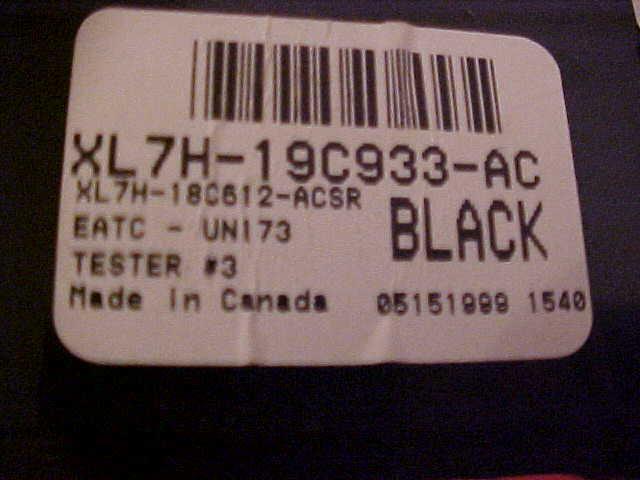 XL7H-19C933-AC
XL7H-18C612-ACSR
EATC - UN173
BLACK
TESTER #3
Made in Canada 05151999 1540